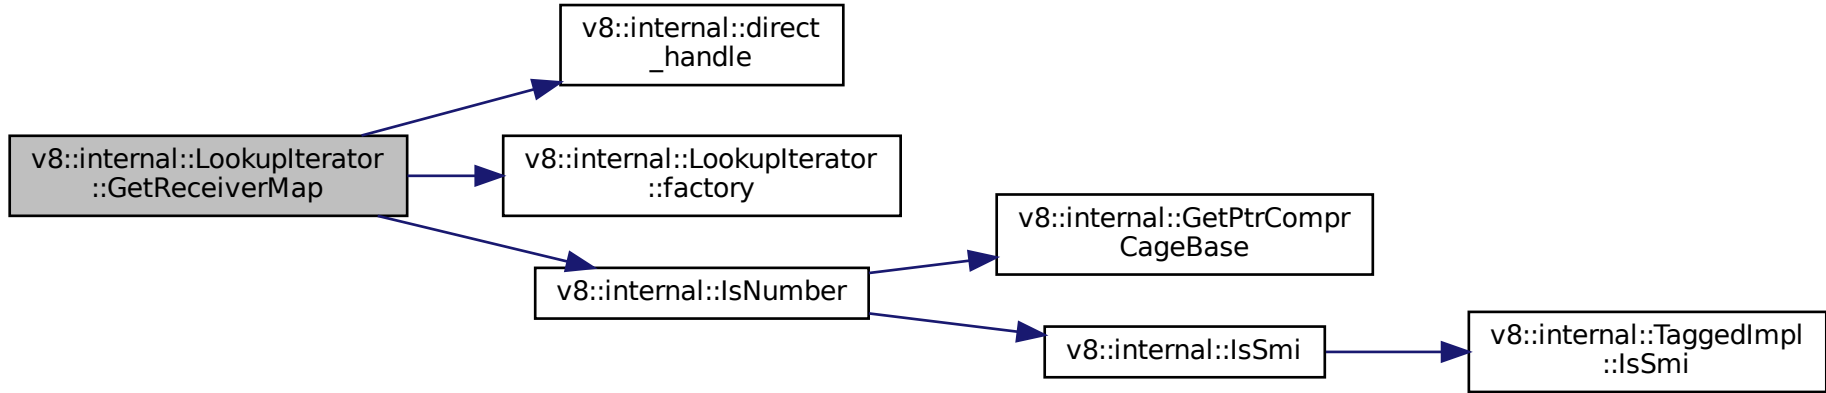 v8::internal::LookupIterator
::GetReceiverMap
v8::internal::direct
_handle
v8::internal::LookupIterator
::factory
v8::internal::IsNumber
v8::internal::GetPtrCompr
CageBase
v8::internal::IsSmi
v8::internal::TaggedImpl
::IsSmi